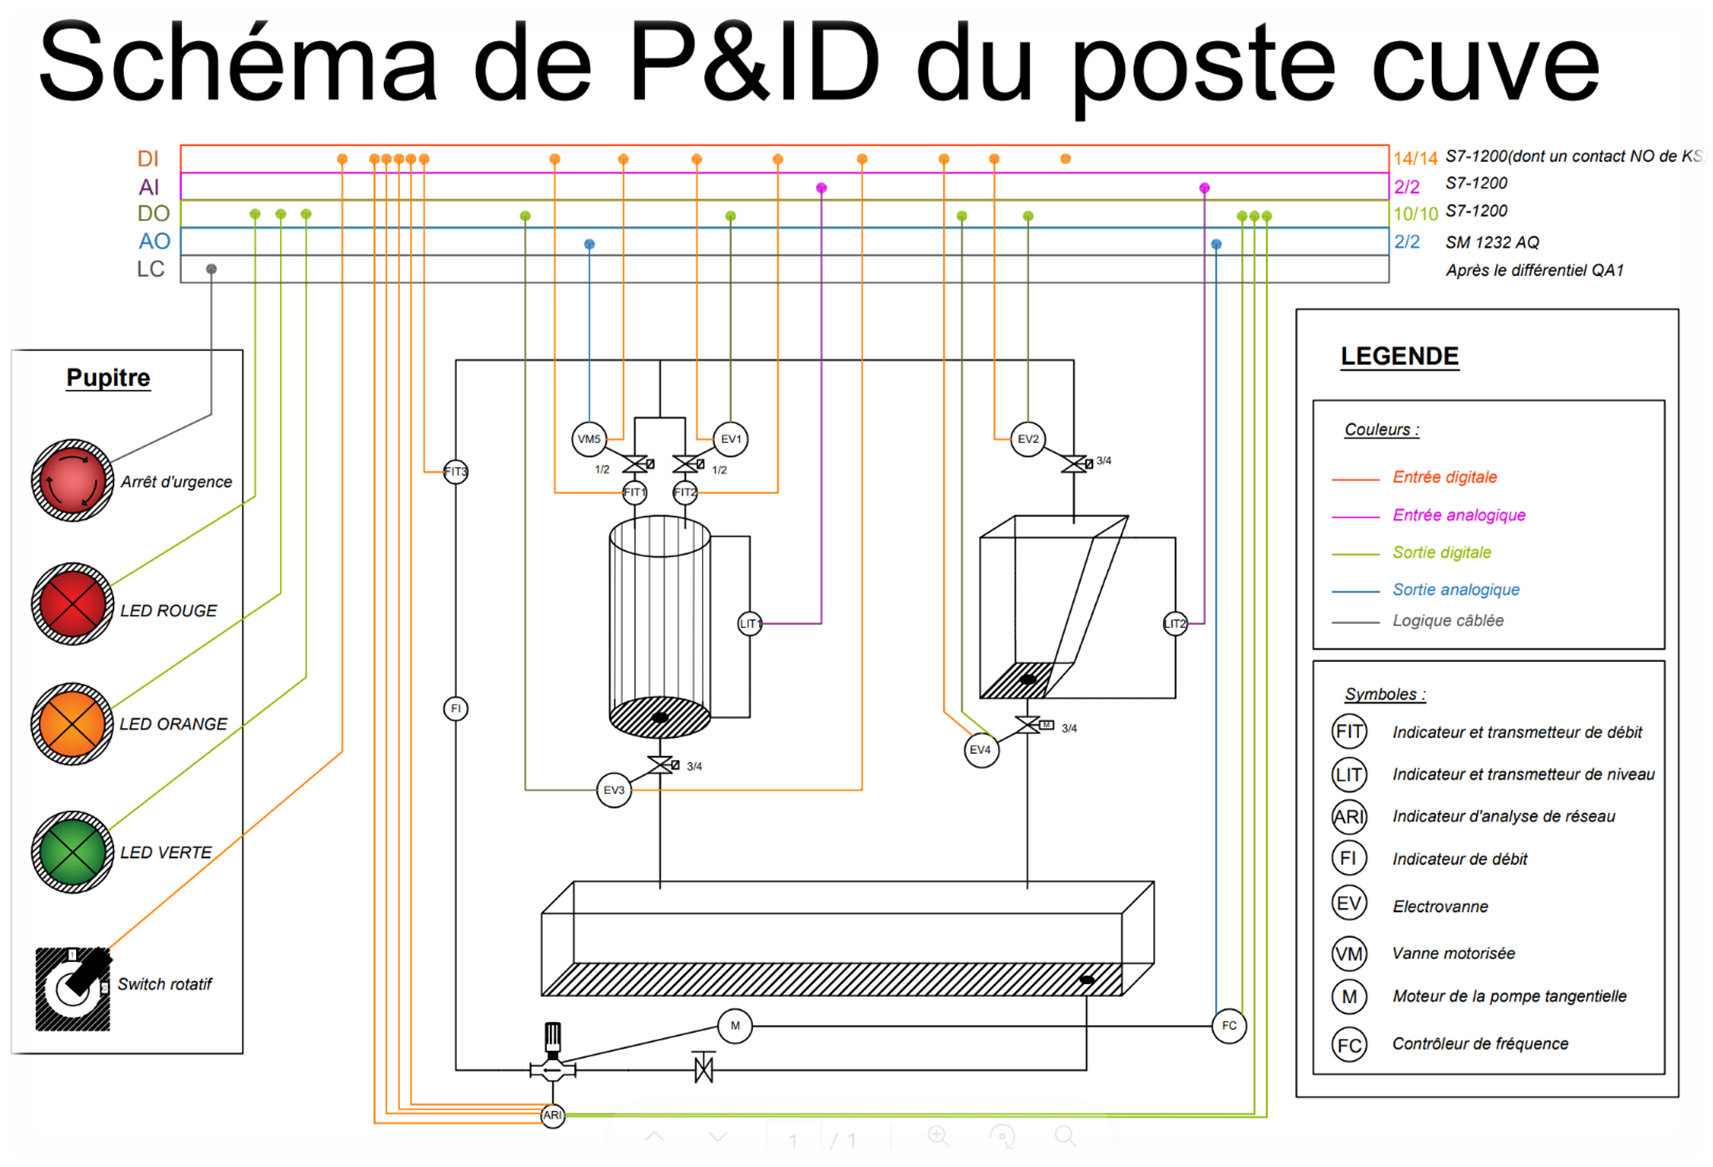 Schéma de P&ID du poste cuve
DI
14/14
S7-1200(dont un contact NO de KS
AI
2/2
S7-1200
DO
10/10
S7-1200
AO
2/2
SM 1232 AQ
LC
Après le différentiel QA1
Pupitre
Arrêt d'urgence
LED ROUGE
LED ORANGE
LED VERTE
1
Switch rotatif
VM5
EV1
EV2
1/2
1/2
3/4
FIT3
FIT1
FIT2
LIT1
LIT2
FI
M
3/4
EV4
3/4
EV3
M
FC
ARI
LEGENDE
Couleurs :
Entrée digitale
Entrée analogique
Sortie digitale
Sortie analogique
Logique câblée
Symboles :
FIT
Indicateur et transmetteur de débit
LIT
Indicateur et transmetteur de niveau
ARI
Indicateur d'analyse de réseau
FI
Indicateur de débit
EV
Electrovanne
VM
Vanne motorisée
M
Moteur de la pompe tangentielle
FC
Contrôleur de fréquence
1 / 1